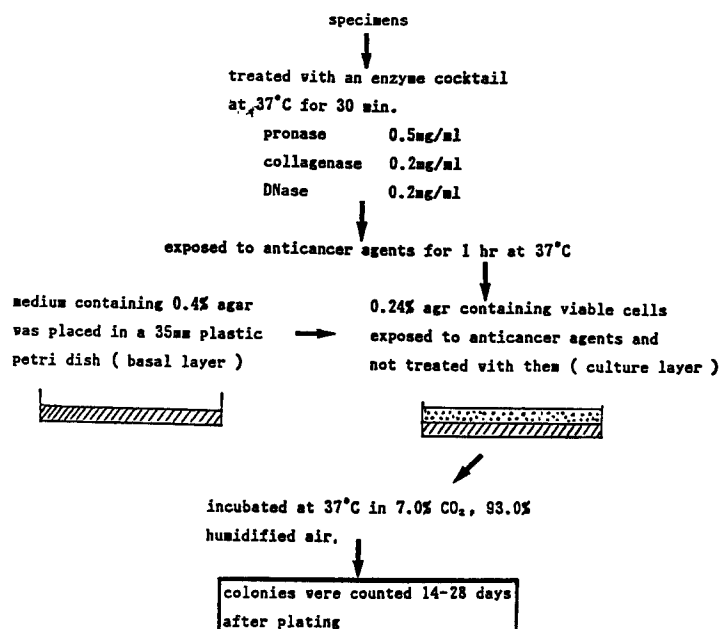 specimens
treated with an enzyme cocktail
at 37°C for 30 min.
pronase 0.5mg/ml
collagenase 0.2mg/ml
DNase 0.2mg/ml
exposed to anticancer agents for 1 hr at 37°C
medium containing 0.4% agar
was placed in a 35mm plastic
petri dish ( basal layer )
0.24% agr containing viable cells
exposed to anticancer agents and
not treated with them ( culture layer )
incubated at 37°C in 7.0% CO₂, 93.0%
humidified air.
colonies were counted 14-28 days
after plating